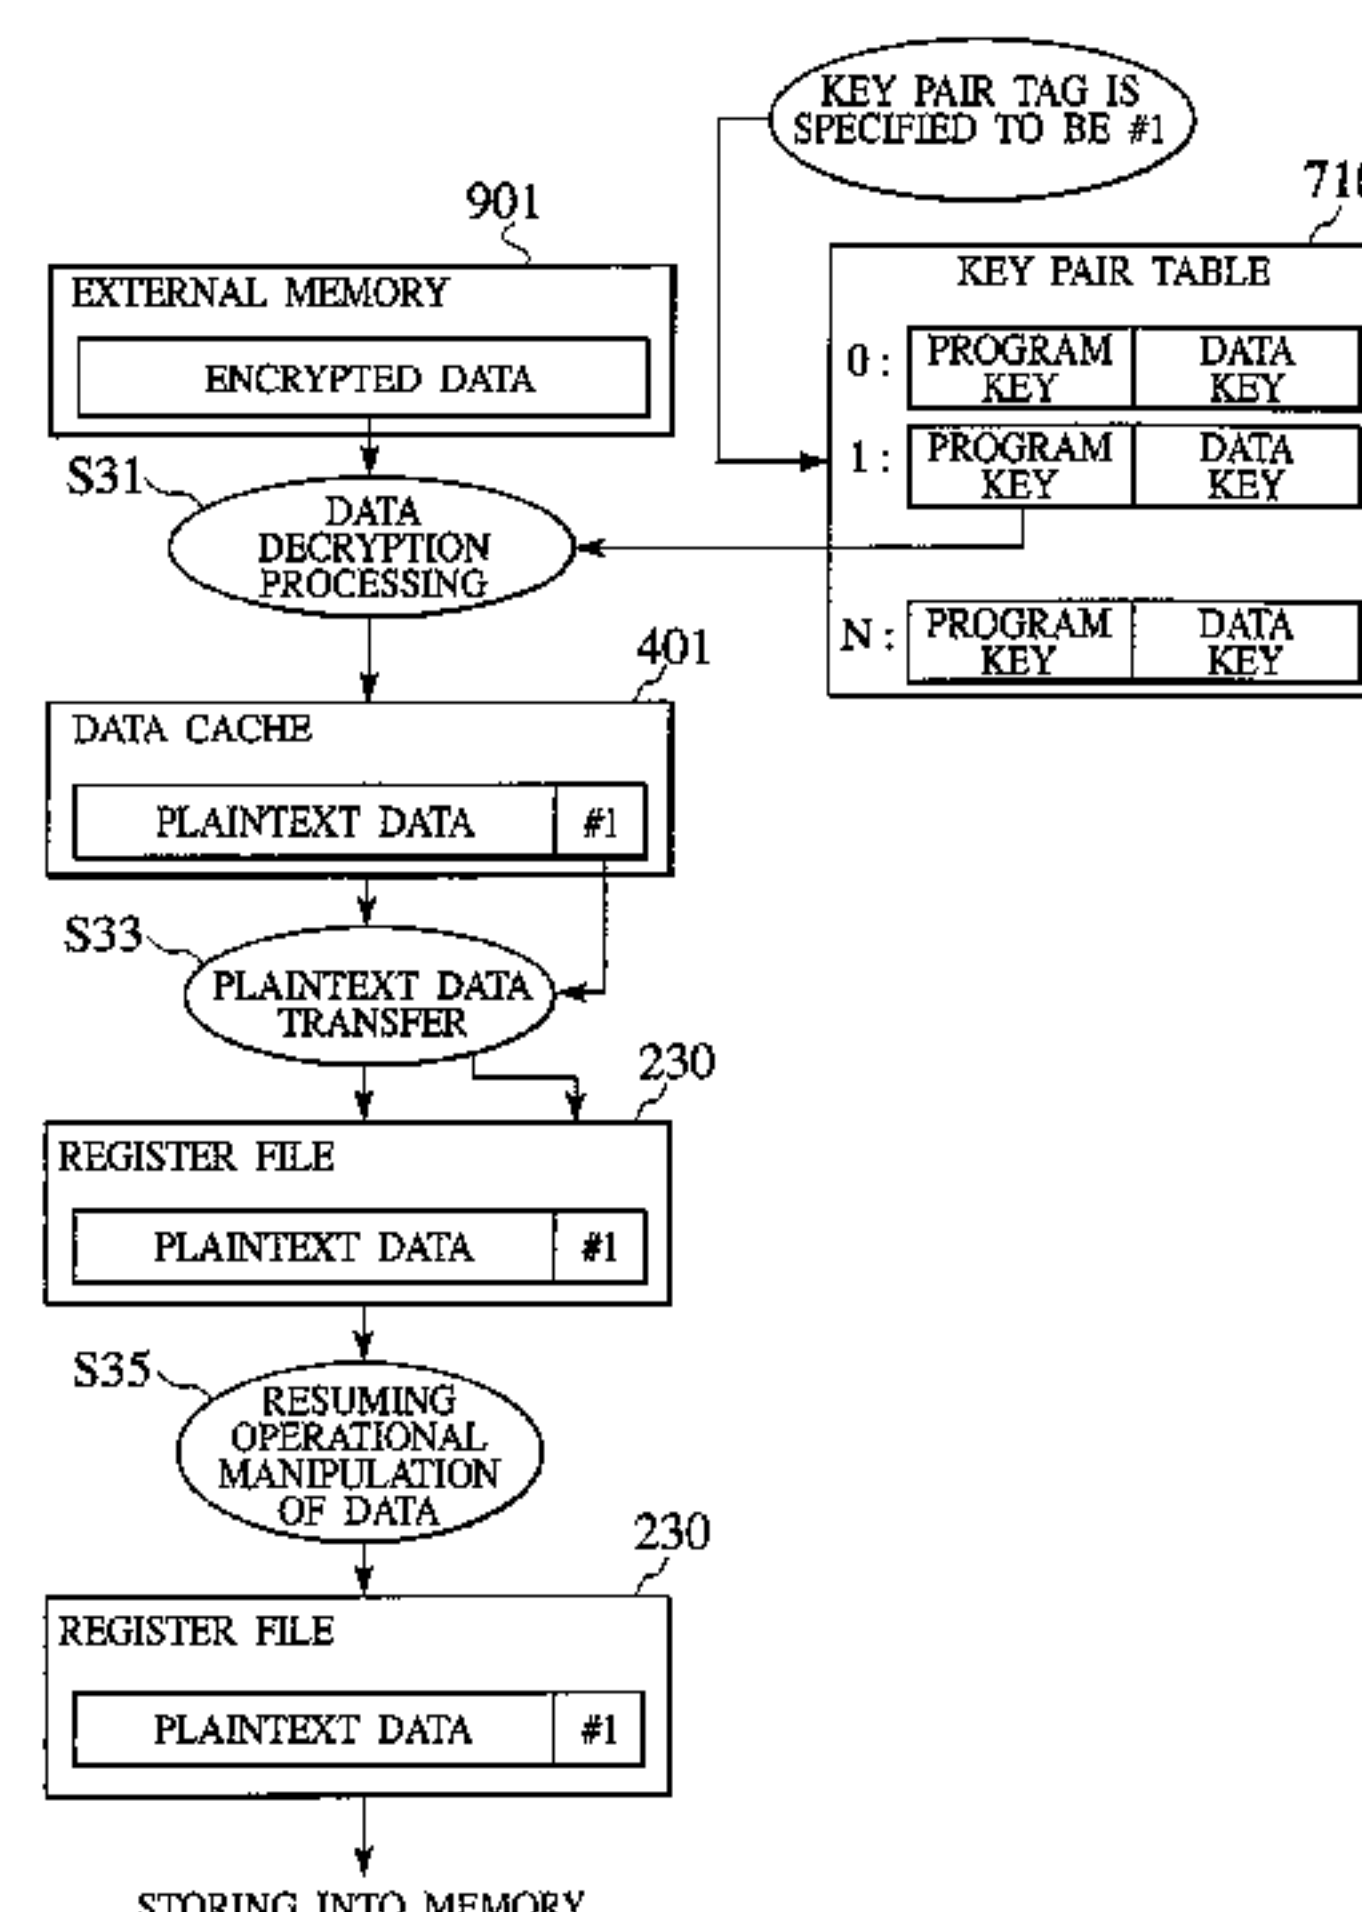 KEY PAIR TAG IS
SPECIFIED TO BE #1
901
EXTERNAL MEMORY
ENCRYPTED DATA
KEY PAIR TABLE
0: PROGRAM KEY DATA KEY
1: PROGRAM KEY DATA KEY
N: PROGRAM KEY DATA KEY
S31
DATA
DECRYPTION
PROCESSING
401
DATA CACHE
PLAINTEXT DATA #1
S33
PLAINTEXT DATA
TRANSFER
230
REGISTER FILE
PLAINTEXT DATA #1
S35
RESUMING
OPERATIONAL
MANIPULATION
OF DATA
230
REGISTER FILE
PLAINTEXT DATA #1
STORING INTO MEMORY